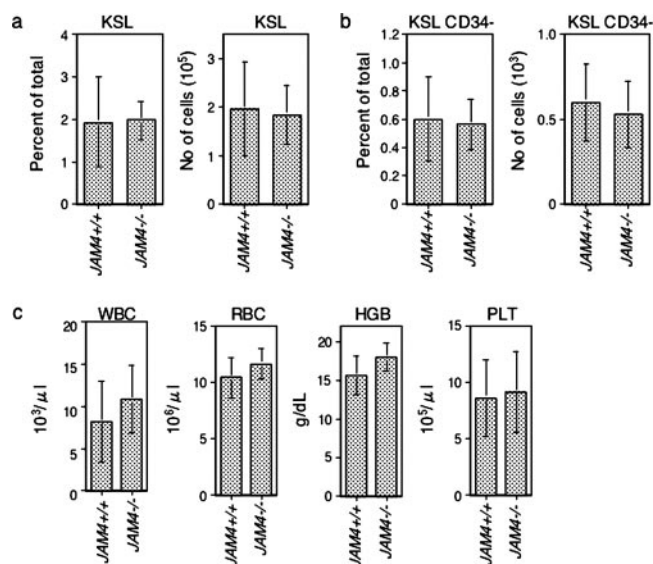 a
KSL
Percent of total
4
3
2
1
0
JAM4+/+
JAM4-/-
KSL
No of cells (10⁵)
3
2
1
0
JAM4+/+
JAM4-/-
b
KSL CD34-
Percent of total
1.2
1.0
0.8
0.6
0.4
0.2
0
JAM4+/+
JAM4-/-
KSL CD34-
No of cells (10³)
1.0
0.5
0
JAM4+/+
JAM4-/-
c
WBC
10³/μl
20
15
10
5
0
JAM4+/+
JAM4-/-
RBC
10⁶/μl
15
10
5
0
JAM4+/+
JAM4-/-
HGB
g/dL
20
15
10
5
0
JAM4+/+
JAM4-/-
PLT
10⁵/μl
15
10
5
0
JAM4+/+
JAM4-/-